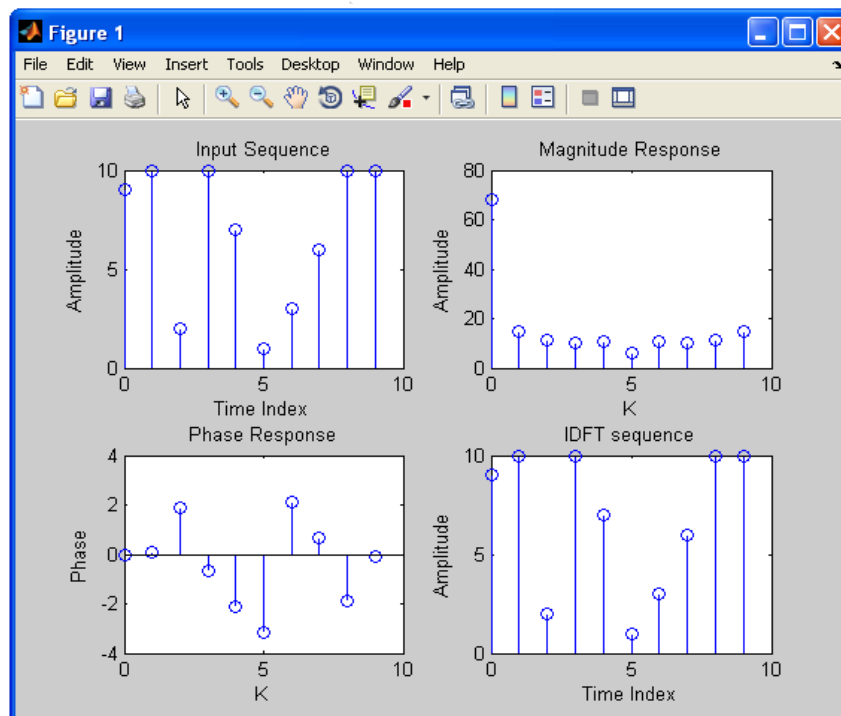 Figure 1
File Edit View Insert Tools Desktop Window Help
Input Sequence
10
5
0
Amplitude
0 5 10
Time Index
Magnitude Response
80
60
40
20
0
Amplitude
0 5 10
K
Phase Response
4
2
0
-2
-4
Phase
0 5 10
K
IDFT sequence
10
5
0
Amplitude
0 5 10
Time Index